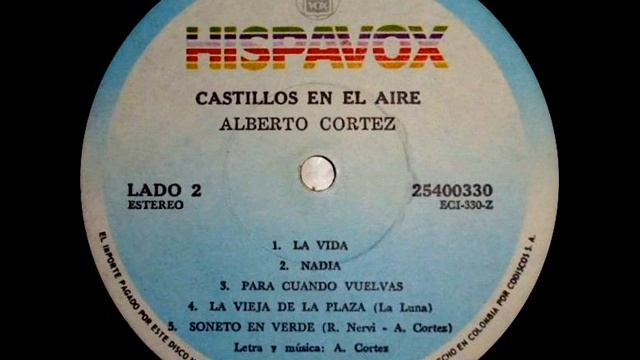 VOX
HISPAVOX
CASTILLOS EN EL AIRE
ALBERTO CORTEZ
LADO 2
ESTEREO
25400330
ECI-330-Z
1. LA VIDA
2. NADIA
3. PARA CUANDO VUELVAS
4. LA VIEJA DE LA PLAZA (La Luna)
5. SONETO EN VERDE (R. Nervi - A. Cortez)
Letra y música: A. Cortez
EL IMPORTE PAGADO POR ESTE DISCO
HECHO EN COLOMBIA POR CODISCOS S. A.